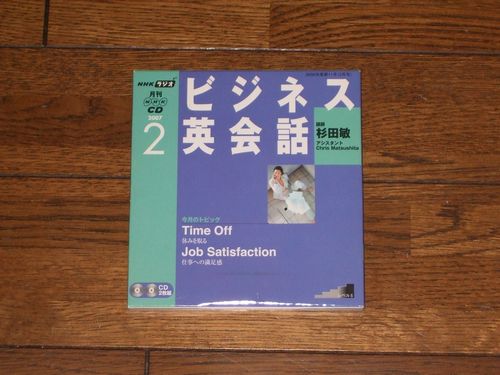 NHKラジオ
月刊
NHK
CD
2007
2
ビジネス
英会話
講師
杉田敏
アシスタント
Chris Matsushita
今月のトピック
Time Off
休みを取る
Job Satisfaction
仕事への満足感
CD
2枚組